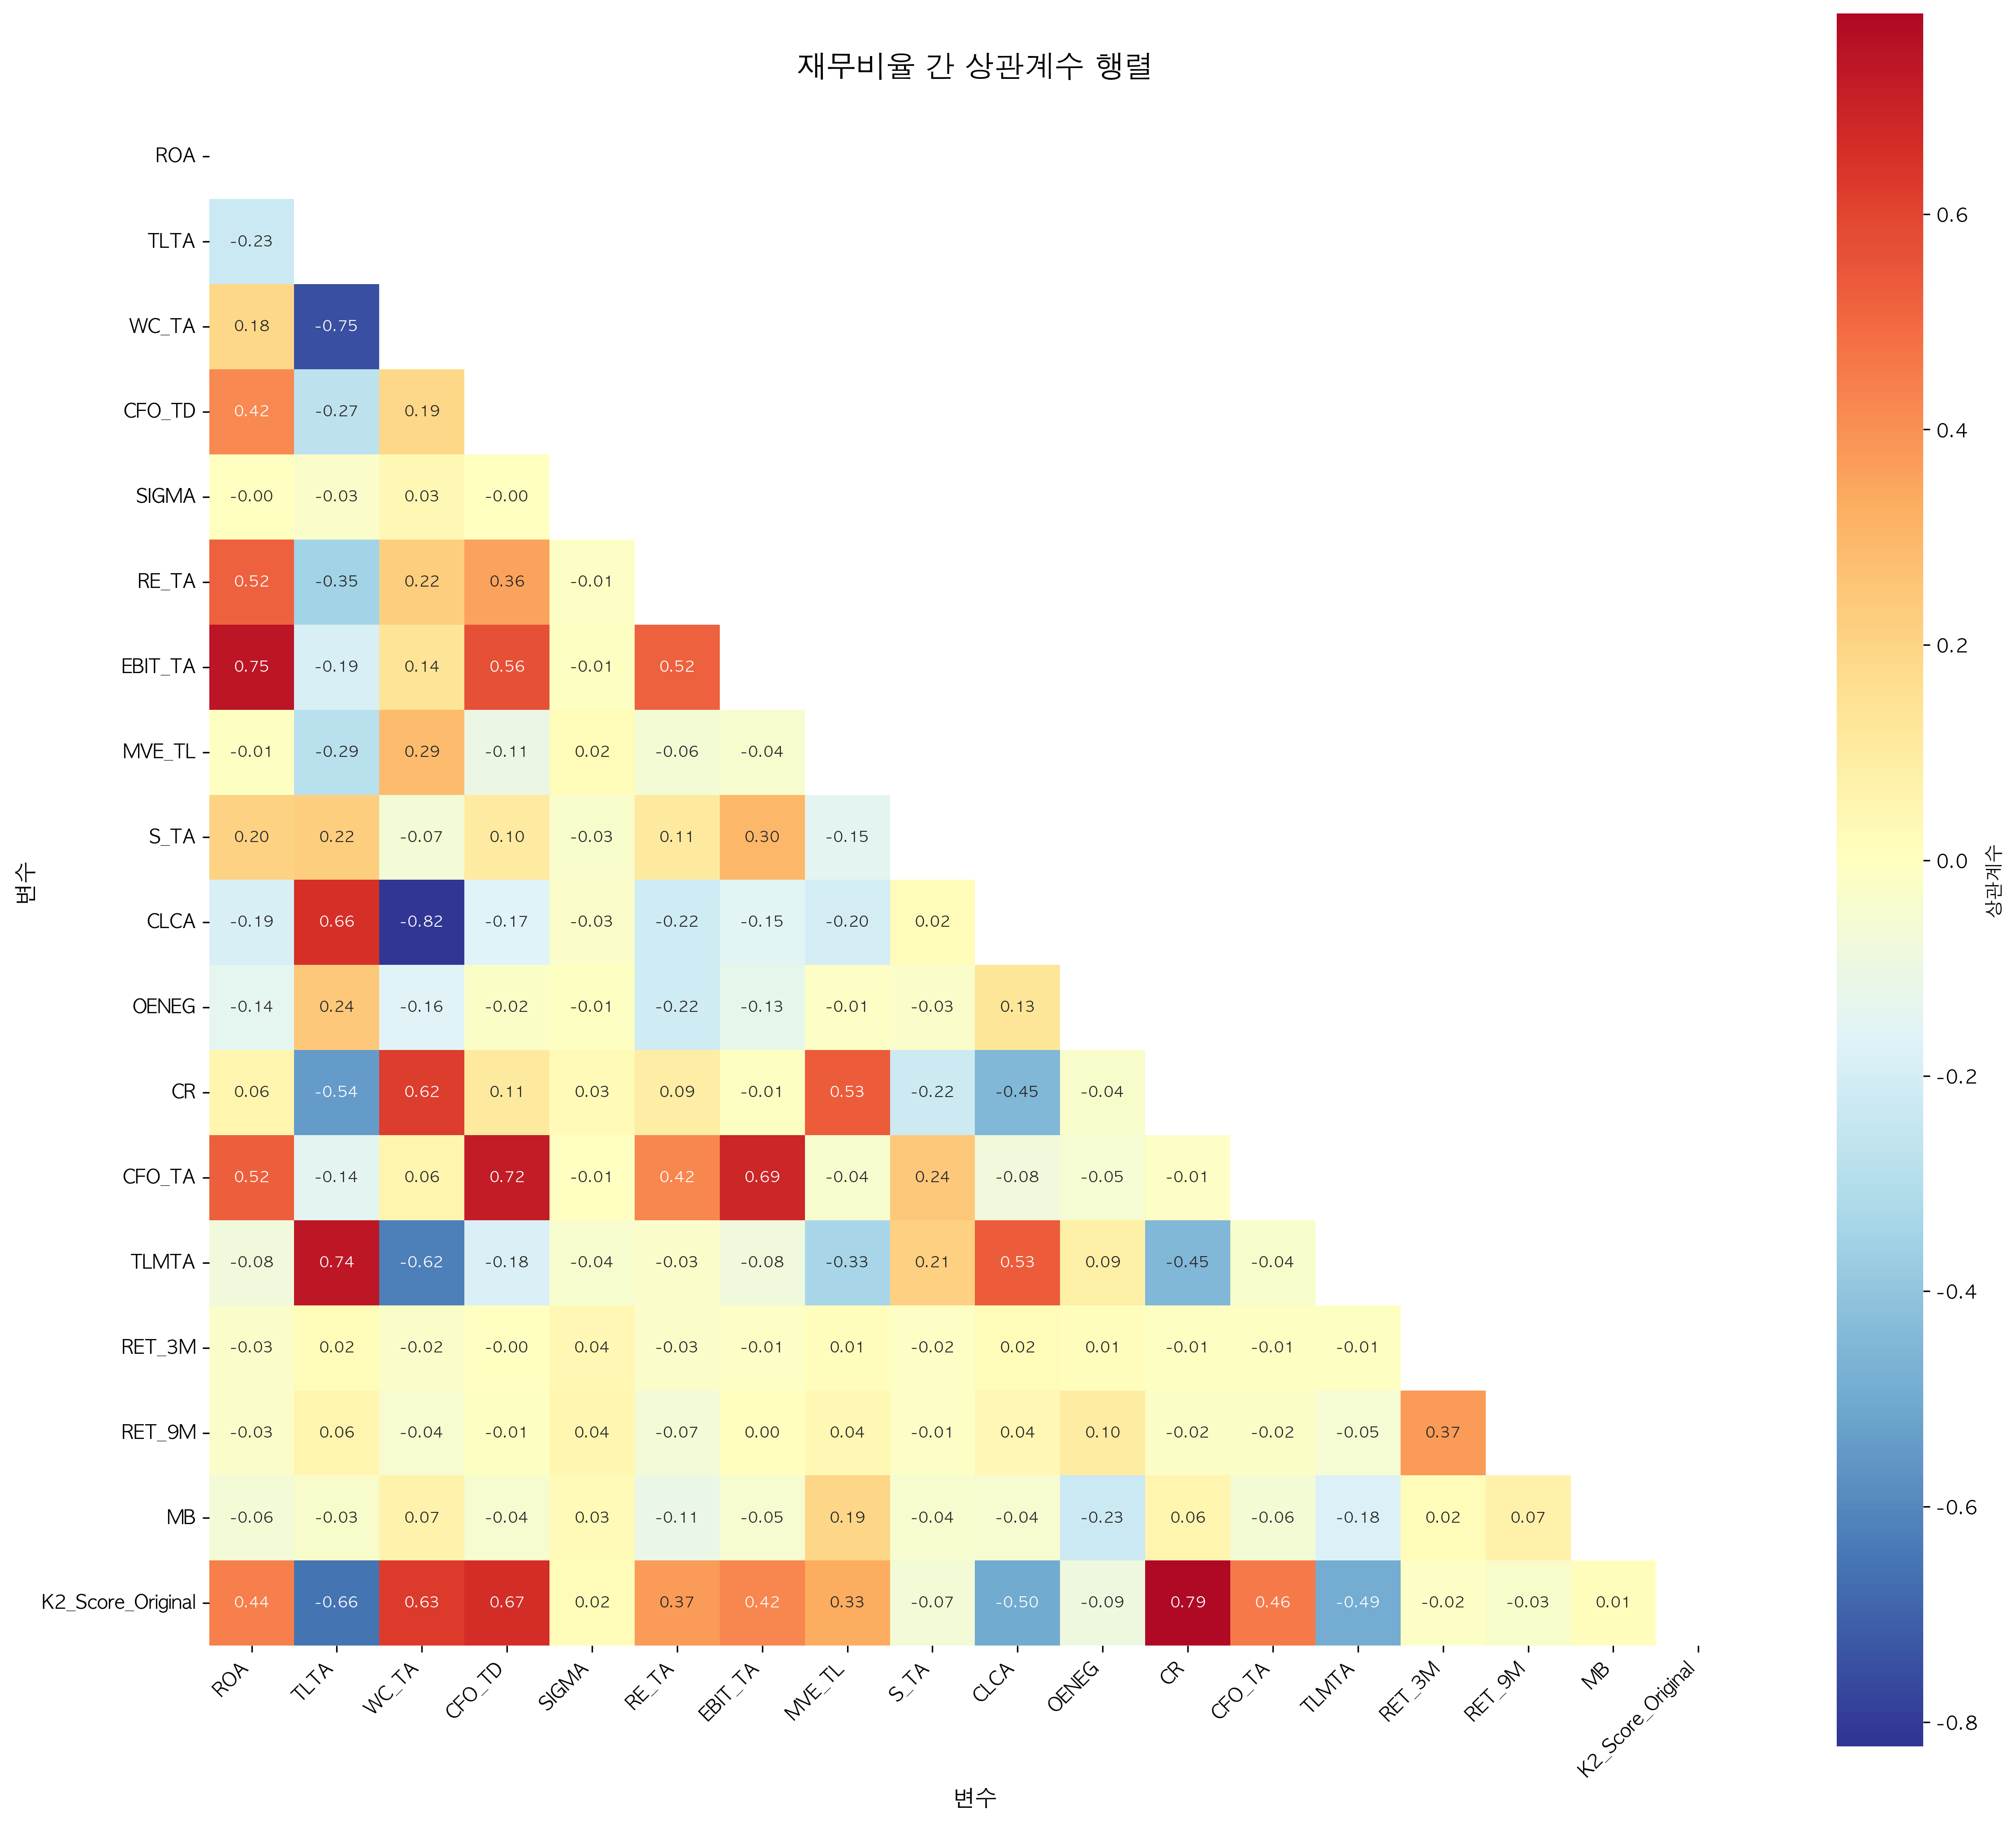 재무비율 간 상관계수 행렬
ROA
TLTA -0.23
WC_TA 0.18 -0.75
CFO_TD 0.42 -0.27 0.19
SIGMA -0.00 -0.03 0.03 -0.00
RE_TA 0.52 -0.35 0.22 0.36 -0.01
EBIT_TA 0.75 -0.19 0.14 0.56 -0.01 0.52
MVE_TL -0.01 -0.29 0.29 -0.11 0.02 -0.06 -0.04
S_TA 0.20 0.22 -0.07 0.10 -0.03 0.11 0.30 -0.15
CLCA -0.19 0.66 -0.82 -0.17 -0.03 -0.22 -0.15 -0.20 0.02
OENEG -0.14 0.24 -0.16 -0.02 -0.01 -0.22 -0.13 -0.01 -0.03 0.13
CR 0.06 -0.54 0.62 0.11 0.03 0.09 -0.01 0.53 -0.22 -0.45 -0.04
CFO_TA 0.52 -0.14 0.06 0.72 -0.01 0.42 0.69 -0.04 0.24 -0.08 -0.05 -0.01
TLMTA -0.08 0.74 -0.62 -0.18 -0.04 -0.03 -0.08 -0.33 0.21 0.53 0.09 -0.45 -0.04
RET_3M -0.03 0.02 -0.02 -0.00 0.04 -0.03 -0.01 0.01 -0.02 0.02 0.01 -0.01 -0.01 -0.01
RET_9M -0.03 0.06 -0.04 -0.01 0.04 -0.07 0.00 0.04 -0.01 0.04 0.10 -0.02 -0.02 -0.05 0.37
MB -0.06 -0.03 0.07 -0.04 0.03 -0.11 -0.05 0.19 -0.04 -0.04 -0.23 0.06 -0.06 -0.18 0.02 0.07
K2_Score_Original 0.44 -0.66 0.63 0.67 0.02 0.37 0.42 0.33 -0.07 -0.50 -0.09 0.79 0.46 -0.49 -0.02 -0.03 0.01
ROA TLTA WC_TA CFO_TD SIGMA RE_TA EBIT_TA MVE_TL S_TA CLCA OENEG CR CFO_TA TLMTA RET_3M RET_9M MB K2_Score_Original
변수
변수
0.6
0.4
0.2
0.0
-0.2
-0.4
-0.6
-0.8
상관계수